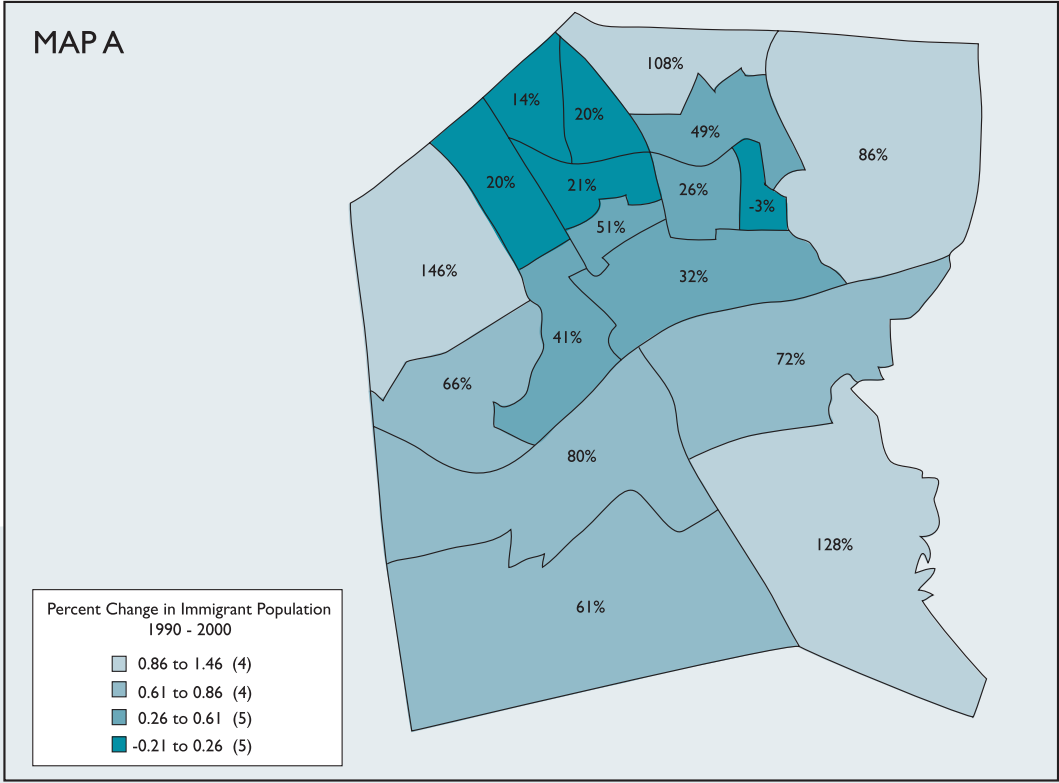 MAP A
108%
14%
20%
49%
86%
20%
21%
26%
-3%
51%
146%
32%
41%
72%
66%
80%
128%
61%
Percent Change in Immigrant Population
1990 - 2000
0.86 to 1.46 (4)
0.61 to 0.86 (4)
0.26 to 0.61 (5)
-0.21 to 0.26 (5)